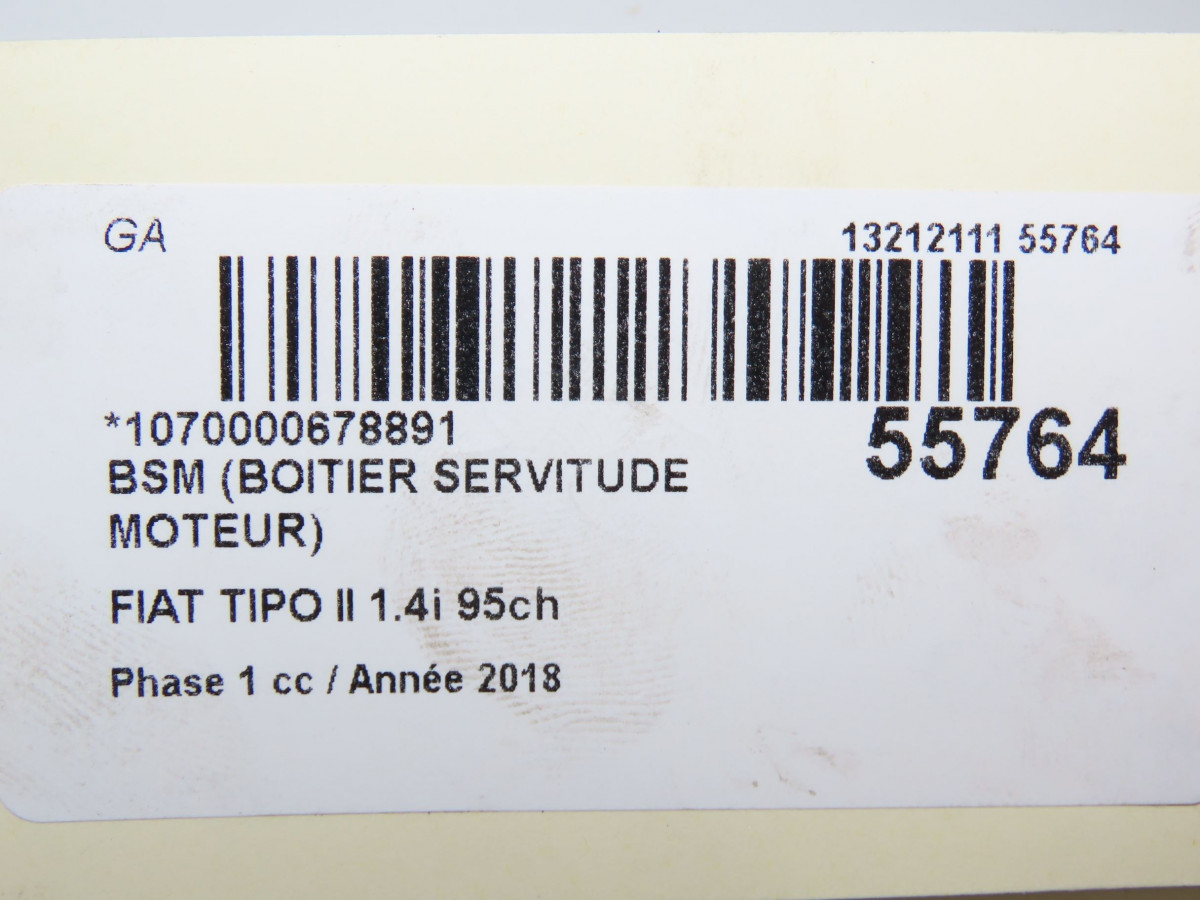 GA
13212111 55764
*1070000678891
55764
BSM (BOITIER SERVITUDE
MOTEUR)
FIAT TIPO II 1.4i 95ch
Phase 1 cc / Année 2018